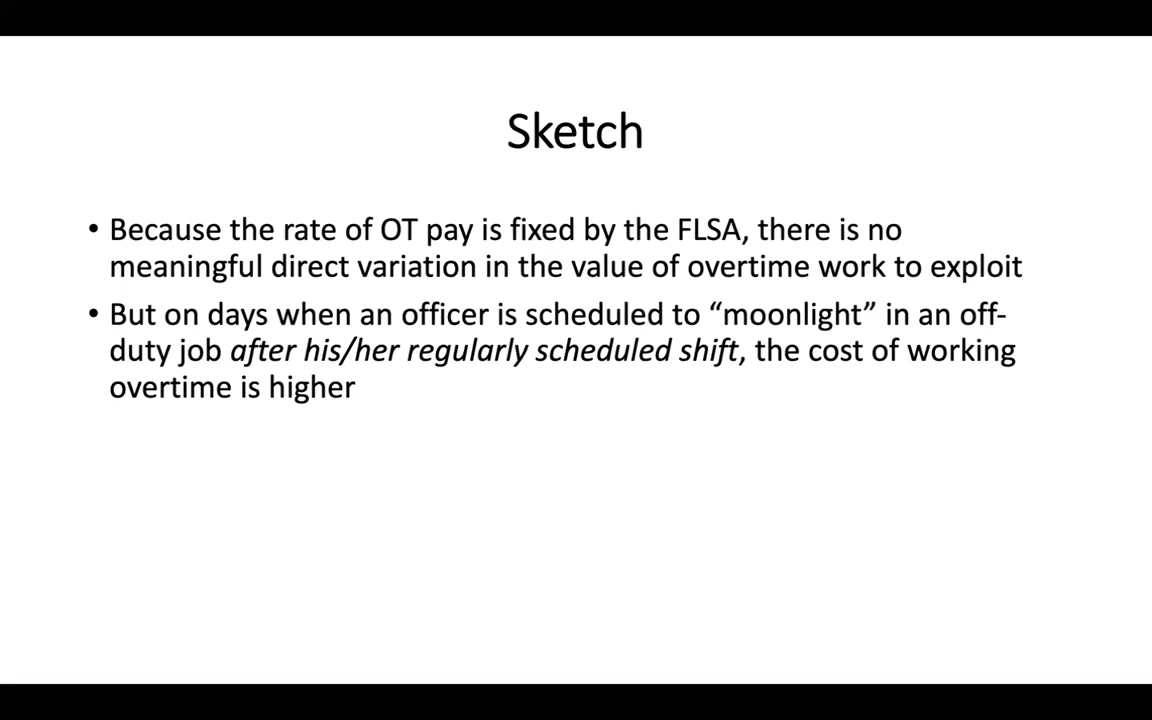 Sketch
• Because the rate of OT pay is fixed by the FLSA, there is no
meaningful direct variation in the value of overtime work to exploit
• But on days when an officer is scheduled to “moonlight” in an off-
duty job after his/her regularly scheduled shift, the cost of working
overtime is higher